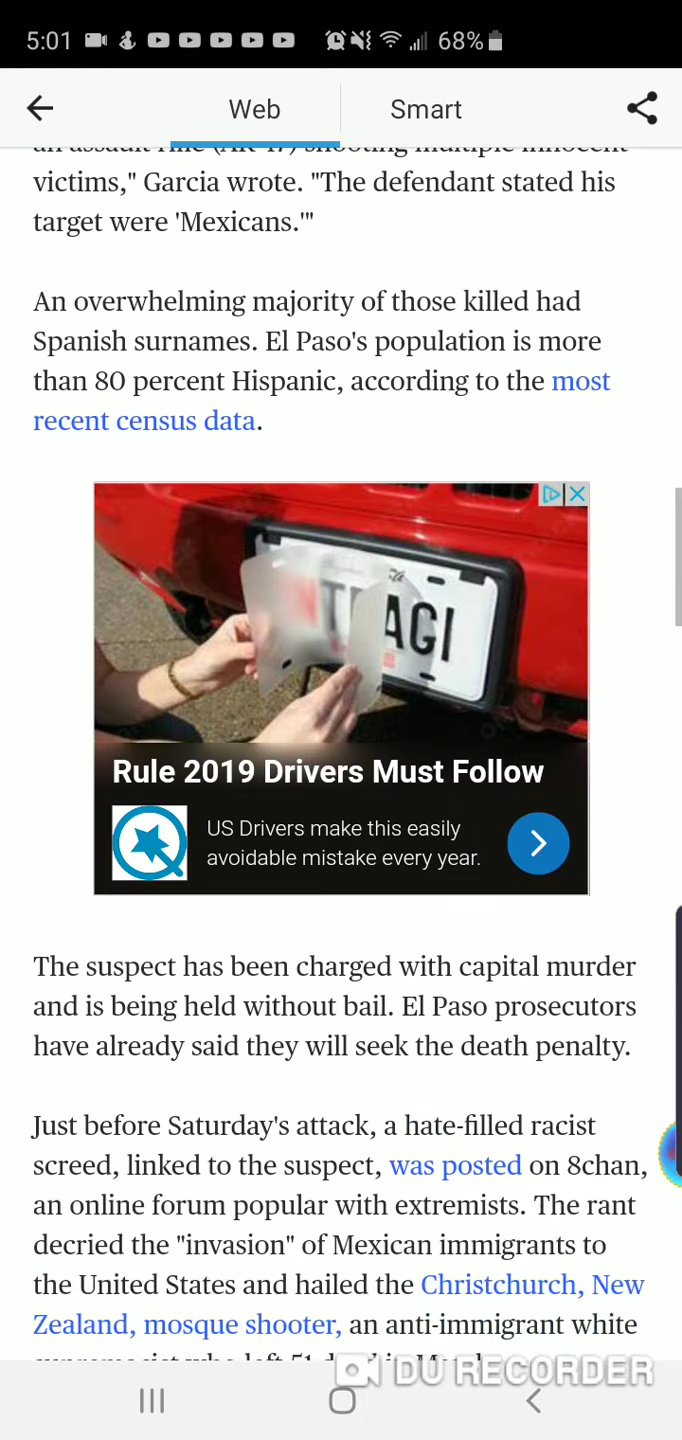 5:01 68%
Web Smart
victims," Garcia wrote. "The defendant stated his
target were 'Mexicans.'"
An overwhelming majority of those killed had
Spanish surnames. El Paso's population is more
than 80 percent Hispanic, according to the most
recent census data.
AGI
Rule 2019 Drivers Must Follow
US Drivers make this easily
avoidable mistake every year.
The suspect has been charged with capital murder
and is being held without bail. El Paso prosecutors
have already said they will seek the death penalty.
Just before Saturday's attack, a hate-filled racist
screed, linked to the suspect, was posted on 8chan,
an online forum popular with extremists. The rant
decried the "invasion" of Mexican immigrants to
the United States and hailed the Christchurch, New
Zealand, mosque shooter, an anti-immigrant white
DU RECORDER